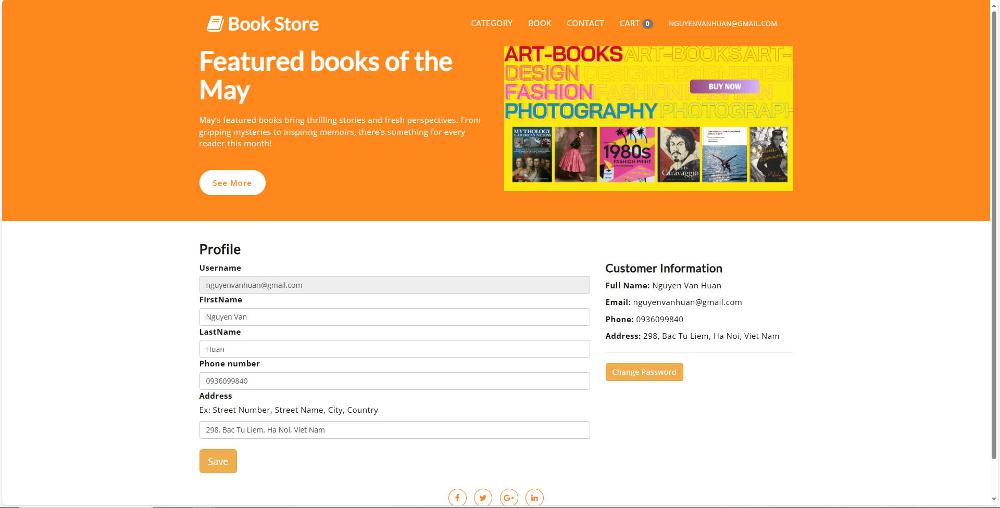 Book Store
CATEGORY BOOK CONTACT CART 0 NGUYENVANHUAN@GMAIL.COM
Featured books of the
May
May's featured books bring thrilling stories and fresh perspectives. From
gripping mysteries to inspiring memoirs, there's something for every
reader this month!
See More
ART-BOOKS ART-BOOKS ART-
DESIGN DESIGN DESIGN
FASHION FASHION FASHION
BUY NOW
PHOTOGRAPHY PHOTOGRAPH
MYTHOLOGY
AMERICAN NATIONS
1980s
FASHION PRINT
A SOURCEBOOK
This is
Caravaggio
Fashion
Visionaries
Profile
Username
nguyenvanhuan@gmail.com
FirstName
Nguyen Van
LastName
Huan
Phone number
0936099840
Address
Ex: Street Number, Street Name, City, Country
298, Bac Tu Liem, Ha Noi, Viet Nam
Save
Customer Information
Full Name: Nguyen Van Huan
Email: nguyenvanhuan@gmail.com
Phone: 0936099840
Address: 298, Bac Tu Liem, Ha Noi, Viet Nam
Change Password